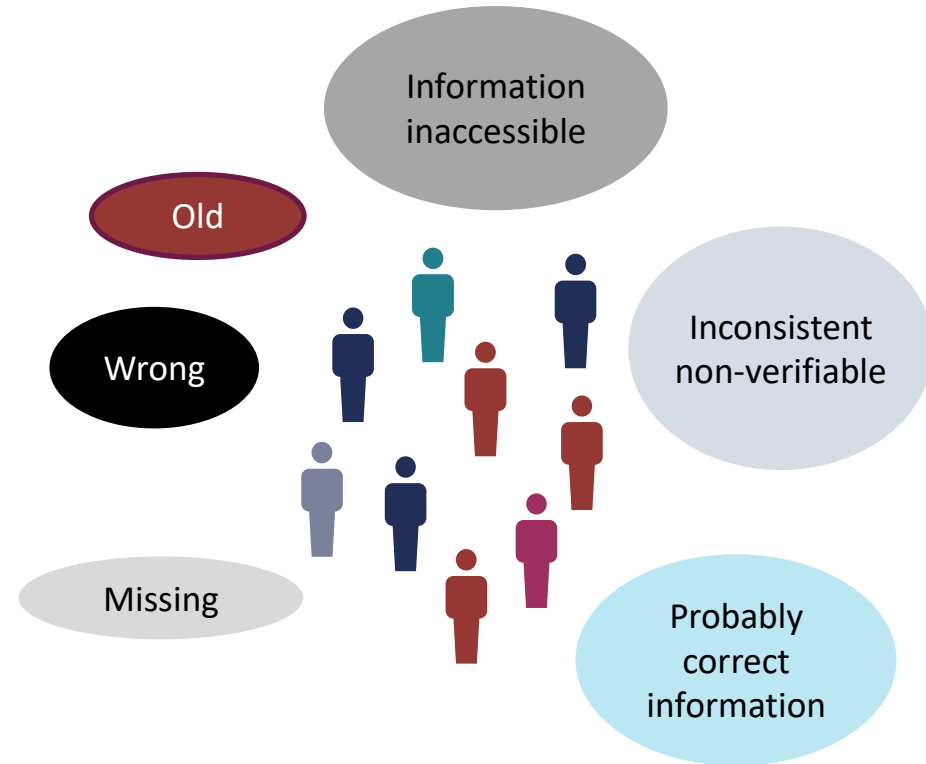 Information
inaccessible
Old
Inconsistent
non-verifiable
Wrong
Missing
Probably
correct
information